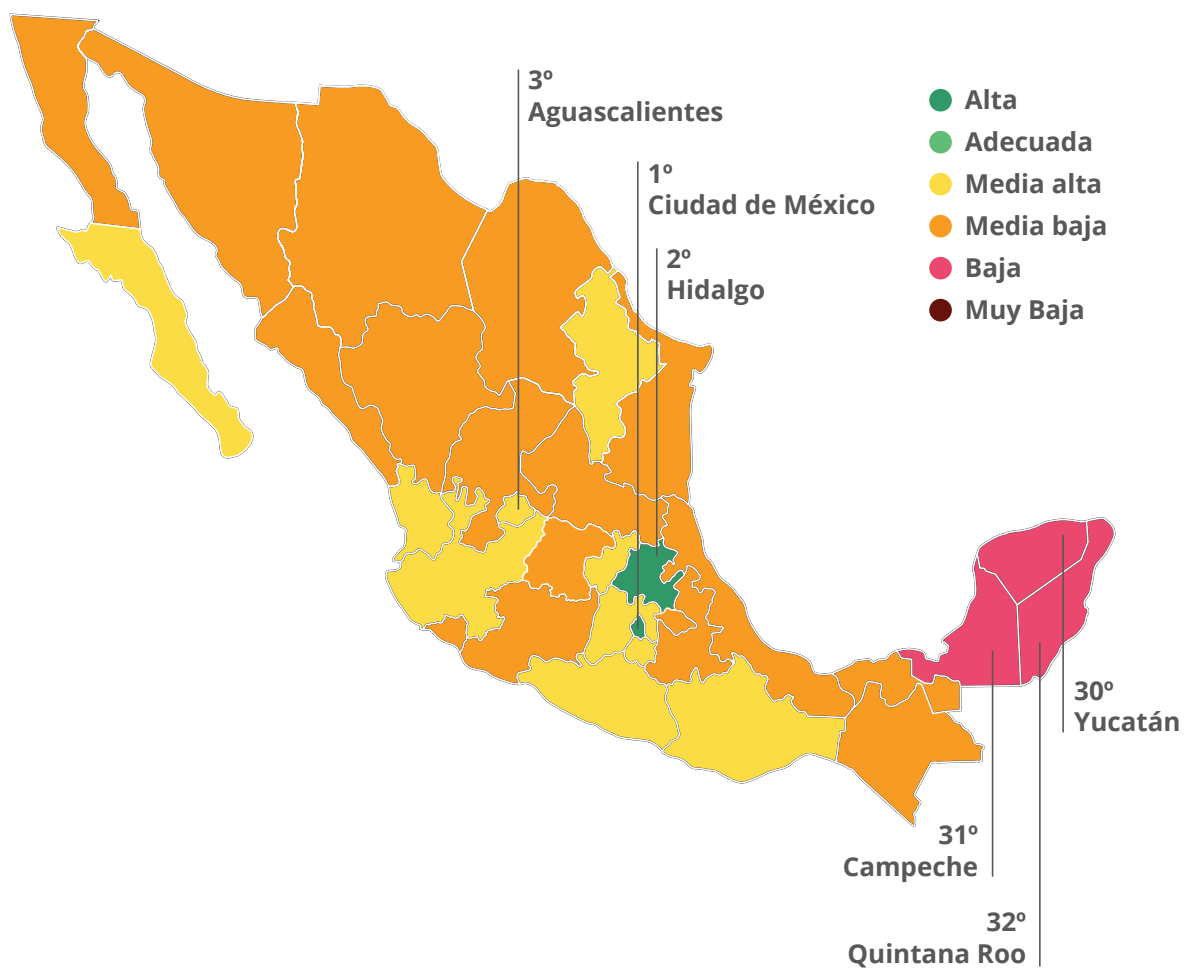 3º
Aguascalientes
1º
Ciudad de México
2º
Hidalgo
Alta
Adecuada
Media alta
Media baja
Baja
Muy Baja
30º
Yucatán
31º
Campeche
32º
Quintana Roo